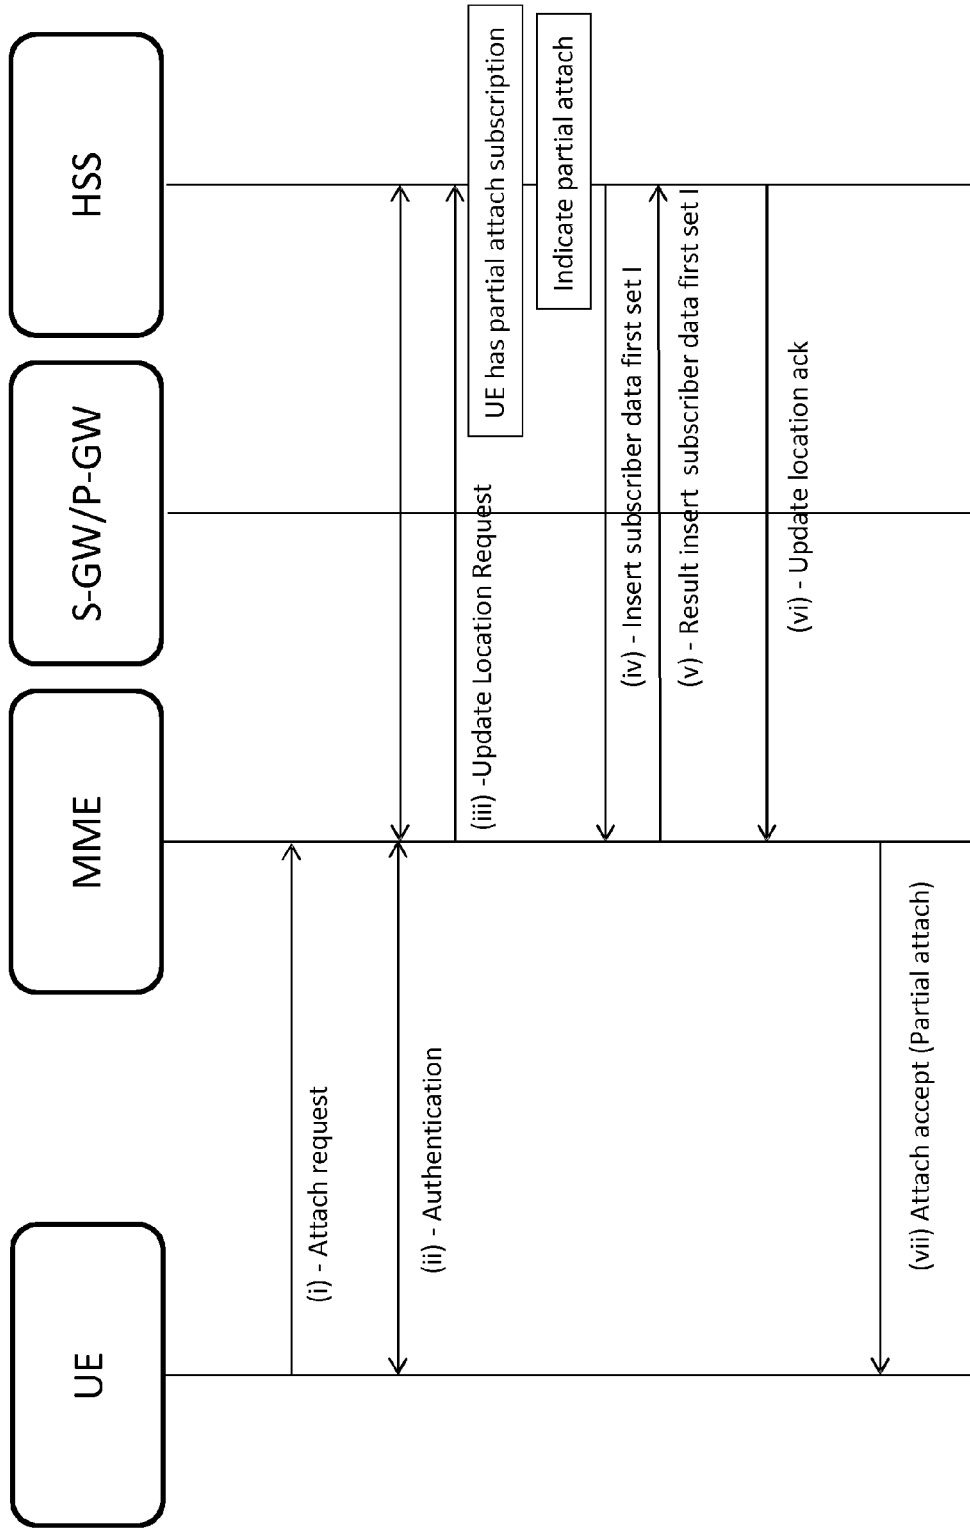 UE
MME
S-GW/P-GW
HSS
(i) - Attach request
(ii) - Authentication
(iii) -Update Location Request
UE has partial attach subscription
Indicate partial attach
(iv) - Insert subscriber data first set I
(v) - Result insert subscriber data first set I
(vi) - Update location ack
(vii) Attach accept (Partial attach)